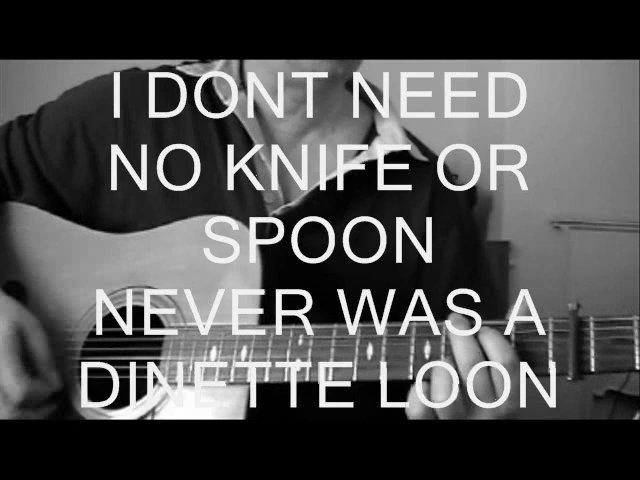 I DONT NEED
NO KNIFE OR
SPOON
NEVER WAS A
DINETTE LOON